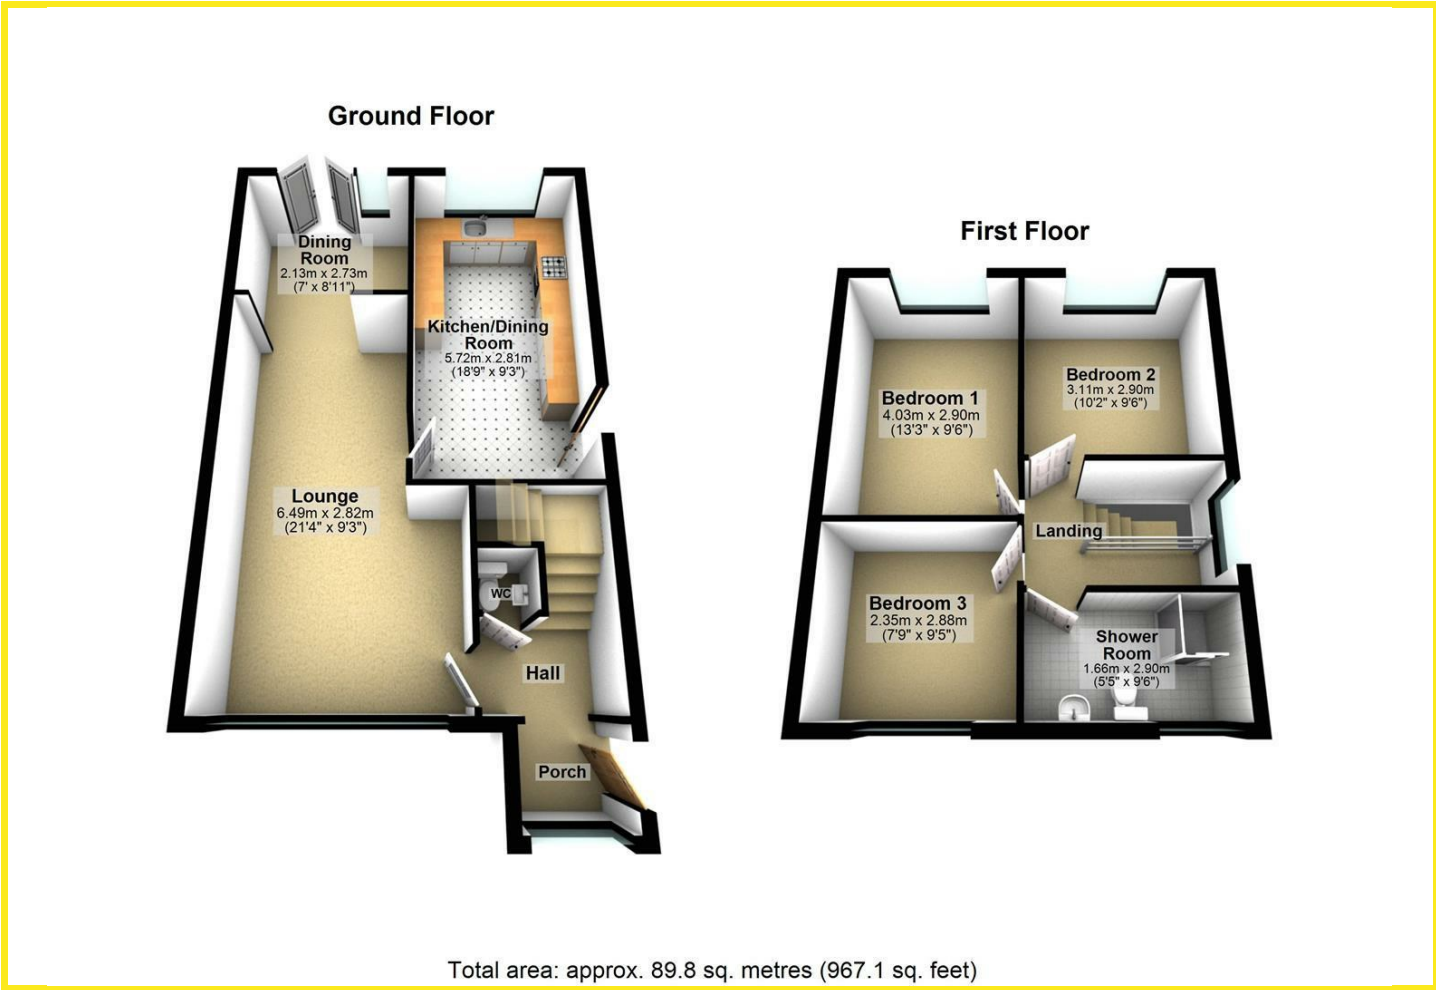 Ground Floor
Dining
Room
2.13m x 2.73m
(7' x 8'11")
Kitchen/Dining
Room
5.72m x 2.81m
(18'9" x 9'3")
Lounge
6.49m x 2.82m
(21'4" x 9'3")
WC
Hall
Porch
First Floor
Bedroom 1
4.03m x 2.90m
(13'3" x 9'6")
Bedroom 2
3.11m x 2.90m
(10'2" x 9'6")
Landing
Bedroom 3
2.35m x 2.88m
(7'9" x 9'5")
Shower
Room
1.66m x 2.90m
(5'5" x 9'6")
Total area: approx. 89.8 sq. metres (967.1 sq. feet)